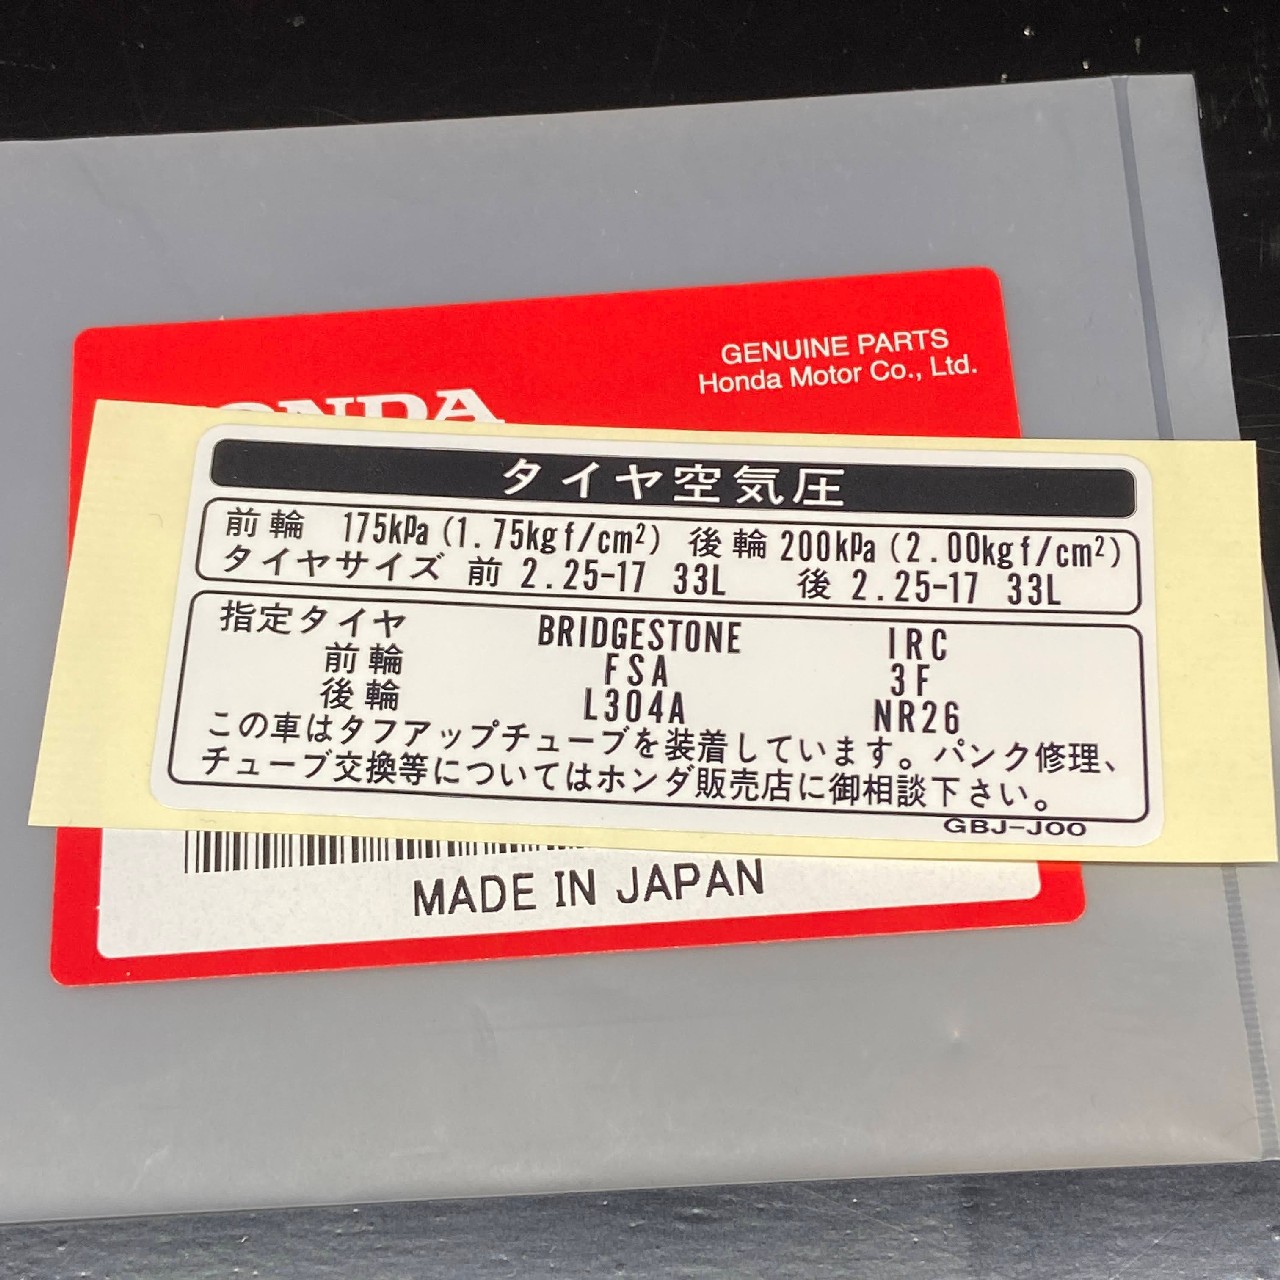 GENUINE PARTS
Honda Motor Co., Ltd.
HONDA
タイヤ空気圧
前輪 175kPa (1.75kgf/cm²) 後輪 200kPa (2.00kgf/cm²)
タイヤサイズ 前 2.25-17 33L 後 2.25-17 33L
指定タイヤ BRIDGESTONE IRC
前輪 FSA 3F
後輪 L304A NR26
この車はタフアップチューブを装着しています。パンク修理、
チューブ交換等についてはホンダ販売店に御相談下さい。
GBJ-J00
MADE IN JAPAN